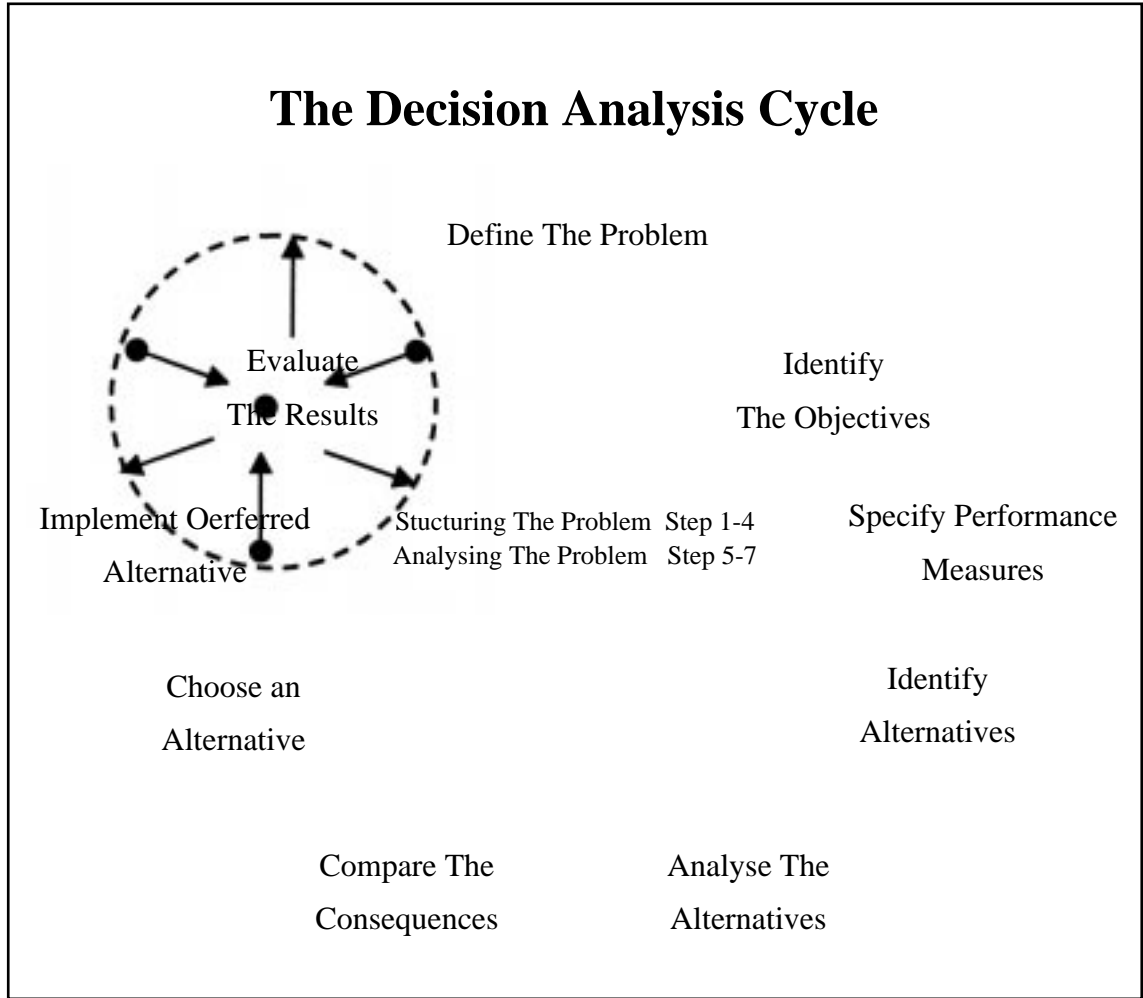 The Decision Analysis Cycle
Define The Problem
Evaluate
The Results
Identify
The Objectives
Implement Oerferred
Alternative
Stucturing The Problem Step 1-4
Analysing The Problem Step 5-7
Specify Performance
Measures
Choose an
Alternative
Identify
Alternatives
Compare The
Consequences
Analyse The
Alternatives